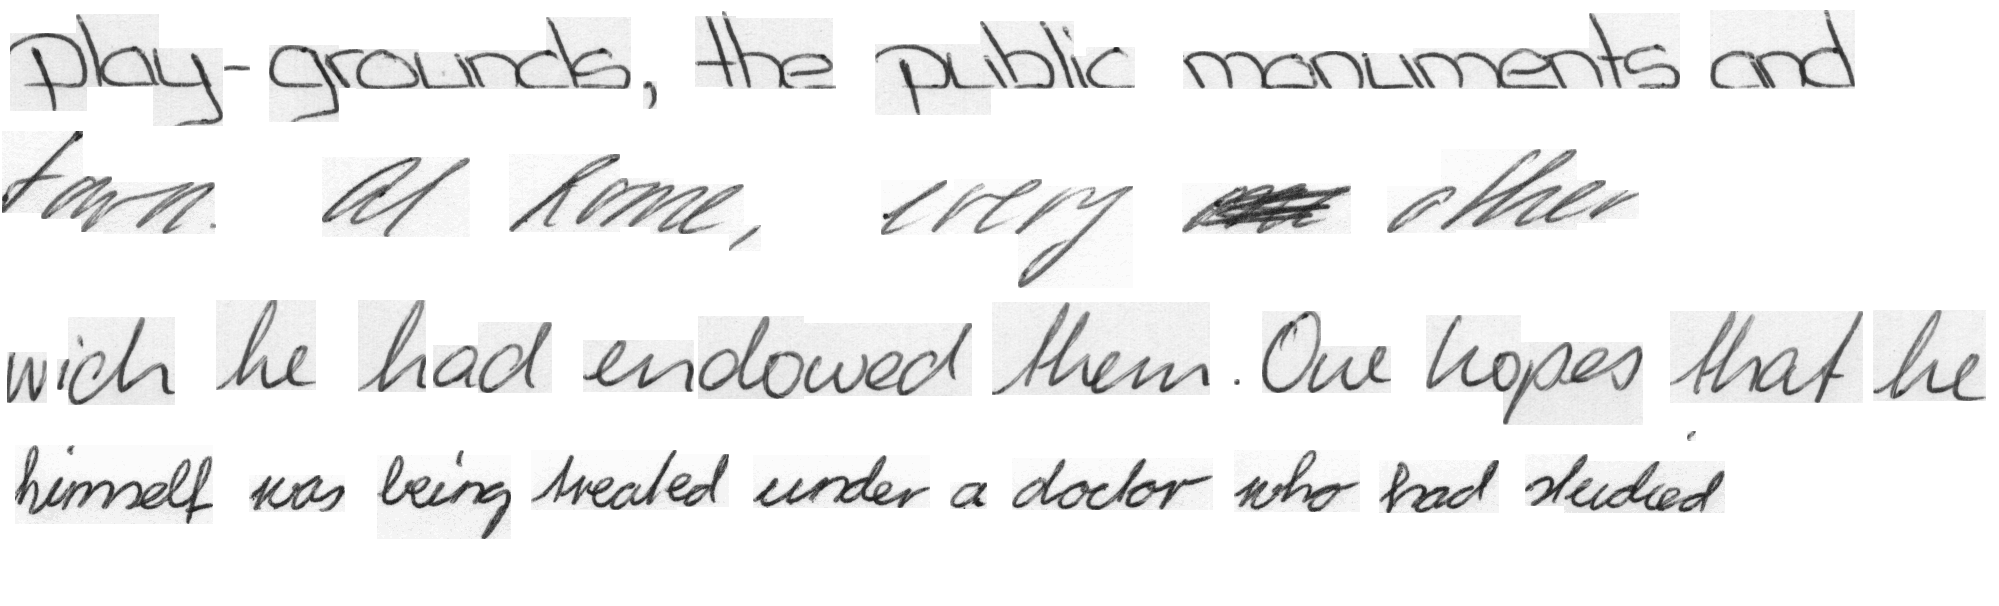 play-grounds, the public monuments and
town. At Rome, every other
wich he had endowed them. One hopes that he
himself was being treated under a doctor who had studied